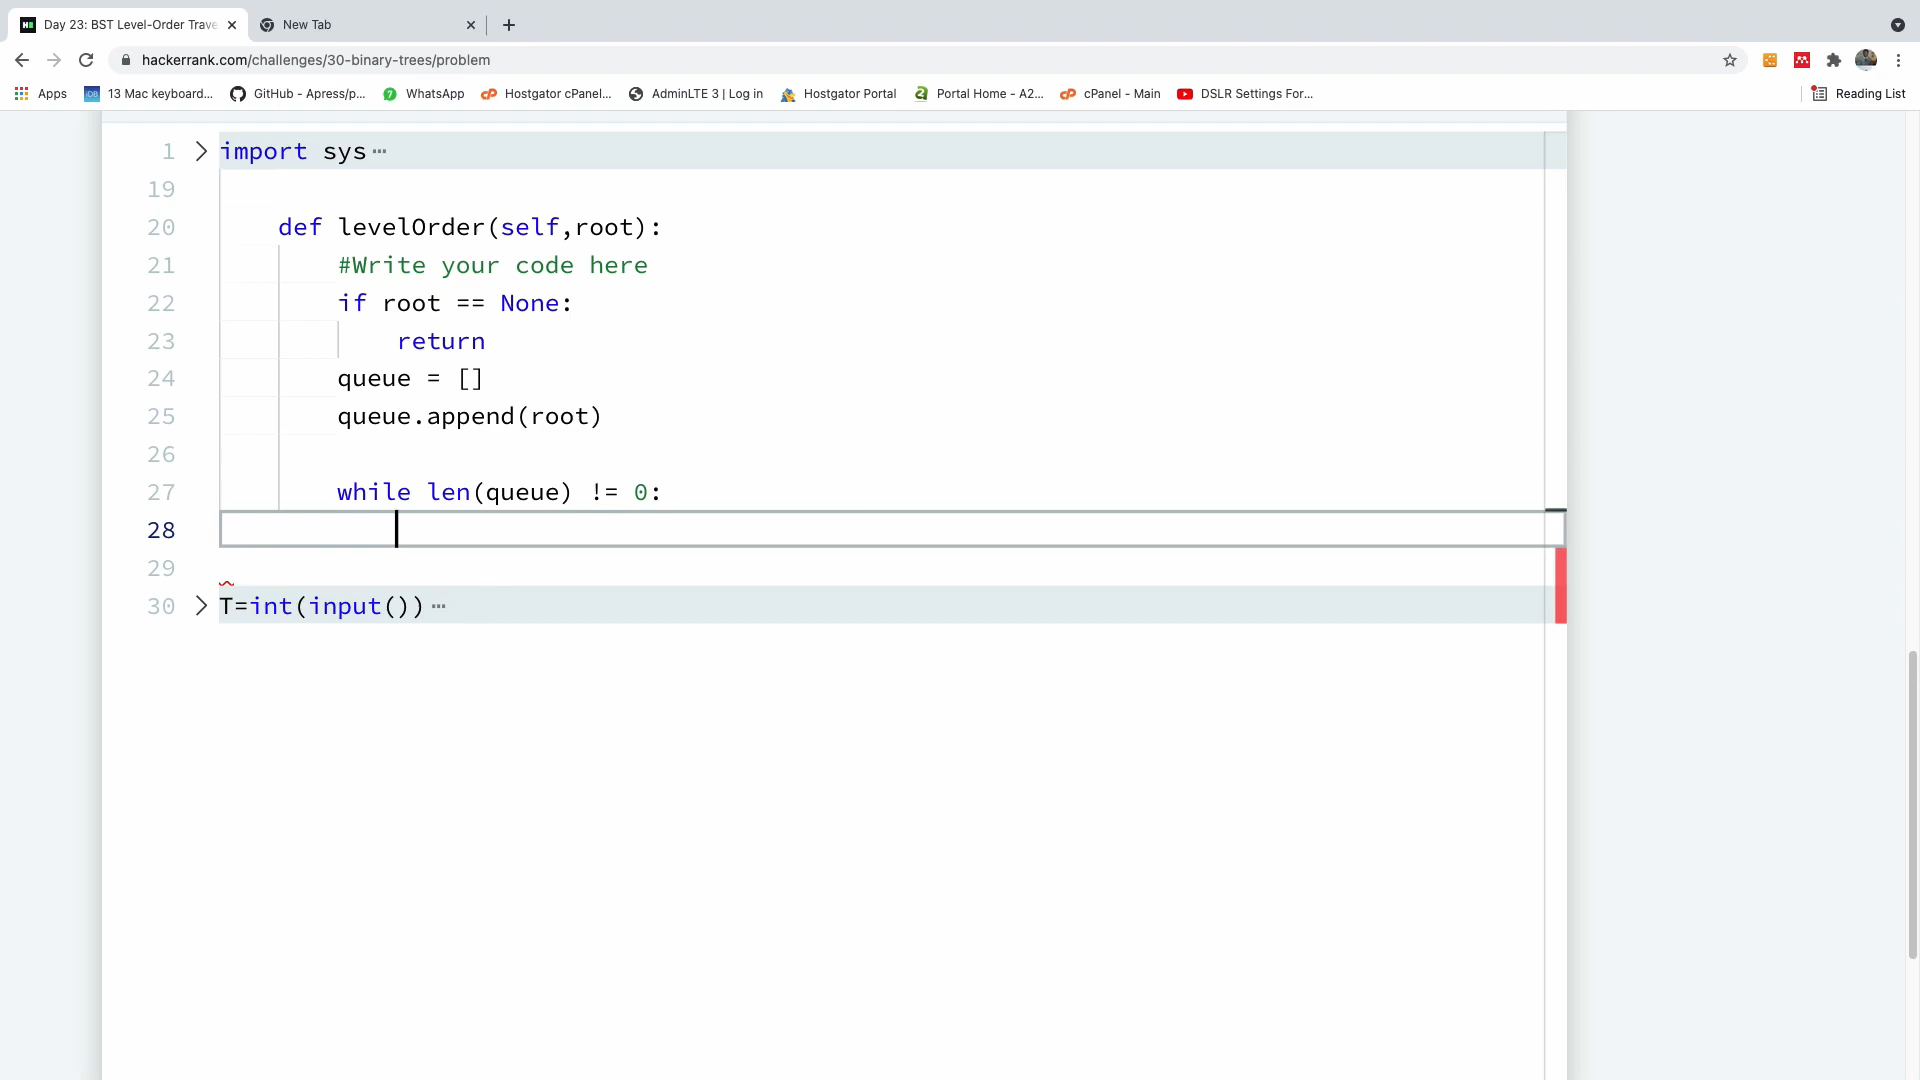 Day 23: BST Level-Order Trave
New Tab
hackerrank.com/challenges/30-binary-trees/problem
Apps
13 Mac keyboard...
GitHub - Apress/p...
WhatsApp
Hostgator cPanel...
AdminLTE 3 | Log in
Hostgator Portal
Portal Home - A2...
cPanel - Main
DSLR Settings For...
Reading List
1 import sys
19
20 def levelOrder(self,root):
21 #Write your code here
22 if root == None:
23 return
24 queue = []
25 queue.append(root)
26
27 while len(queue) != 0:
28
29
30 T=int(input())